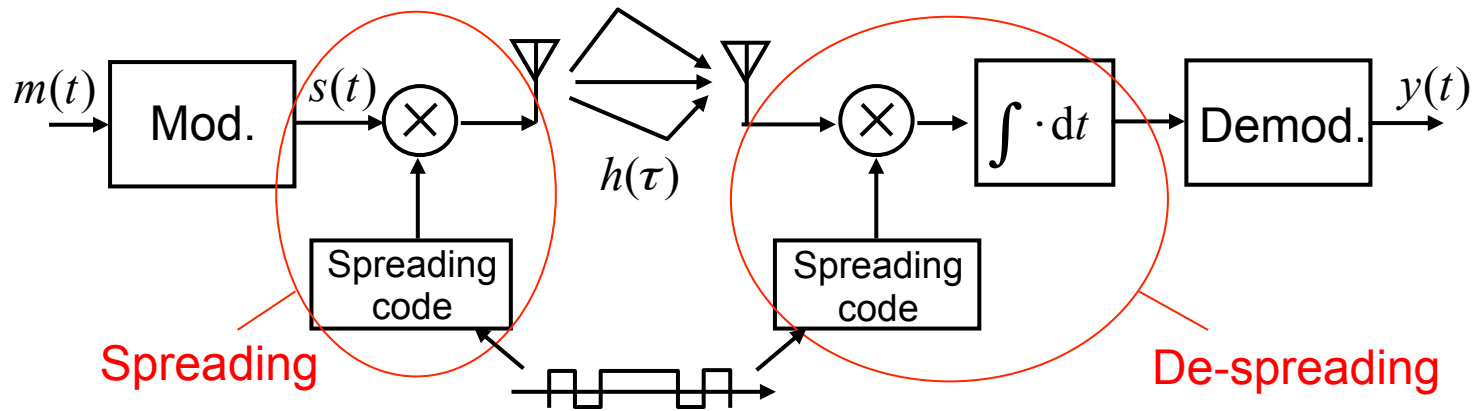 m(t)
Mod.
s(t)
h(τ)
∫ · dt
Demod.
y(t)
Spreading
code
Spreading
code
Spreading
De-spreading